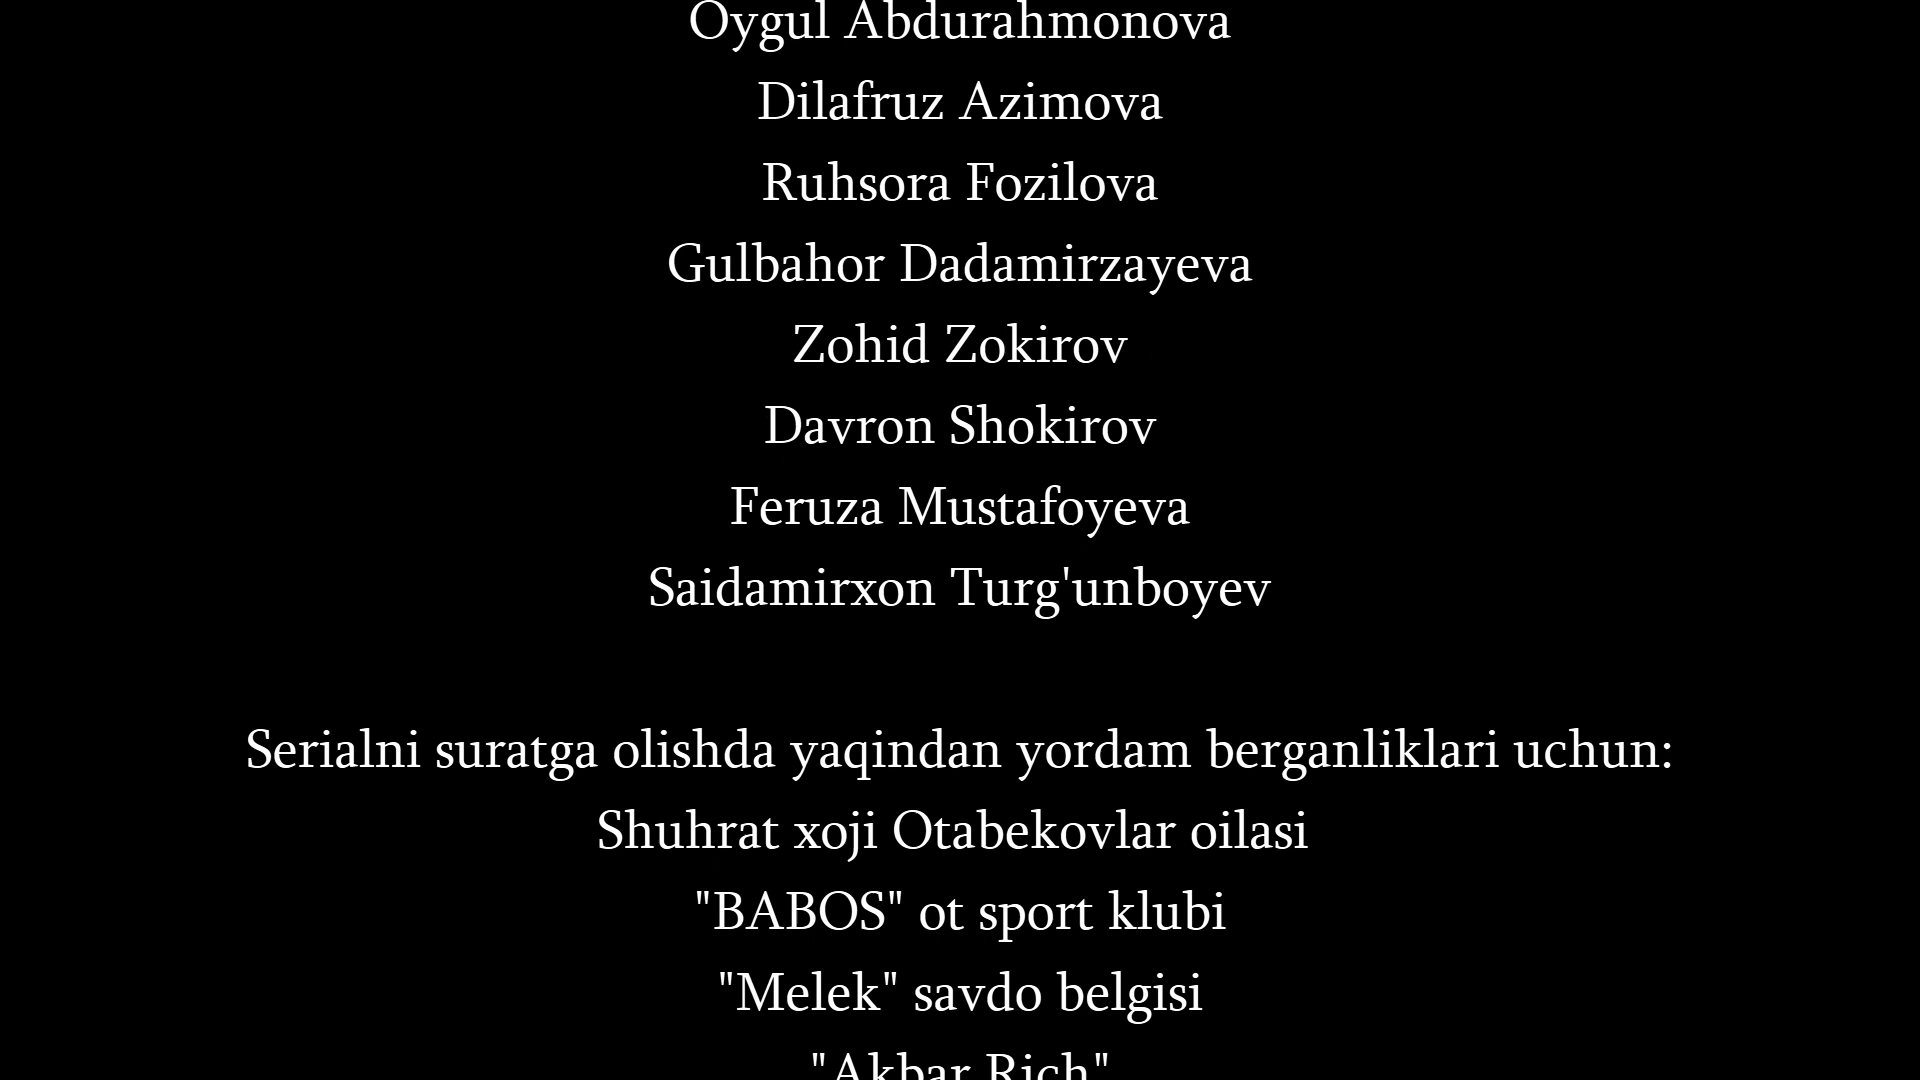 Oygul Abdurahmonova
Dilafruz Azimova
Ruhsora Fozilova
Gulbahor Dadamirzayeva
Zohid Zokirov
Davron Shokirov
Feruza Mustafoyeva
Saidamirxon Turg'unboyev
Serialni suratga olishda yaqindan yordam berganliklari uchun:
Shuhrat xoji Otabekovlar oilasi
"BABOS" ot sport klubi
"Melek" savdo belgisi
"Akbar Rich"